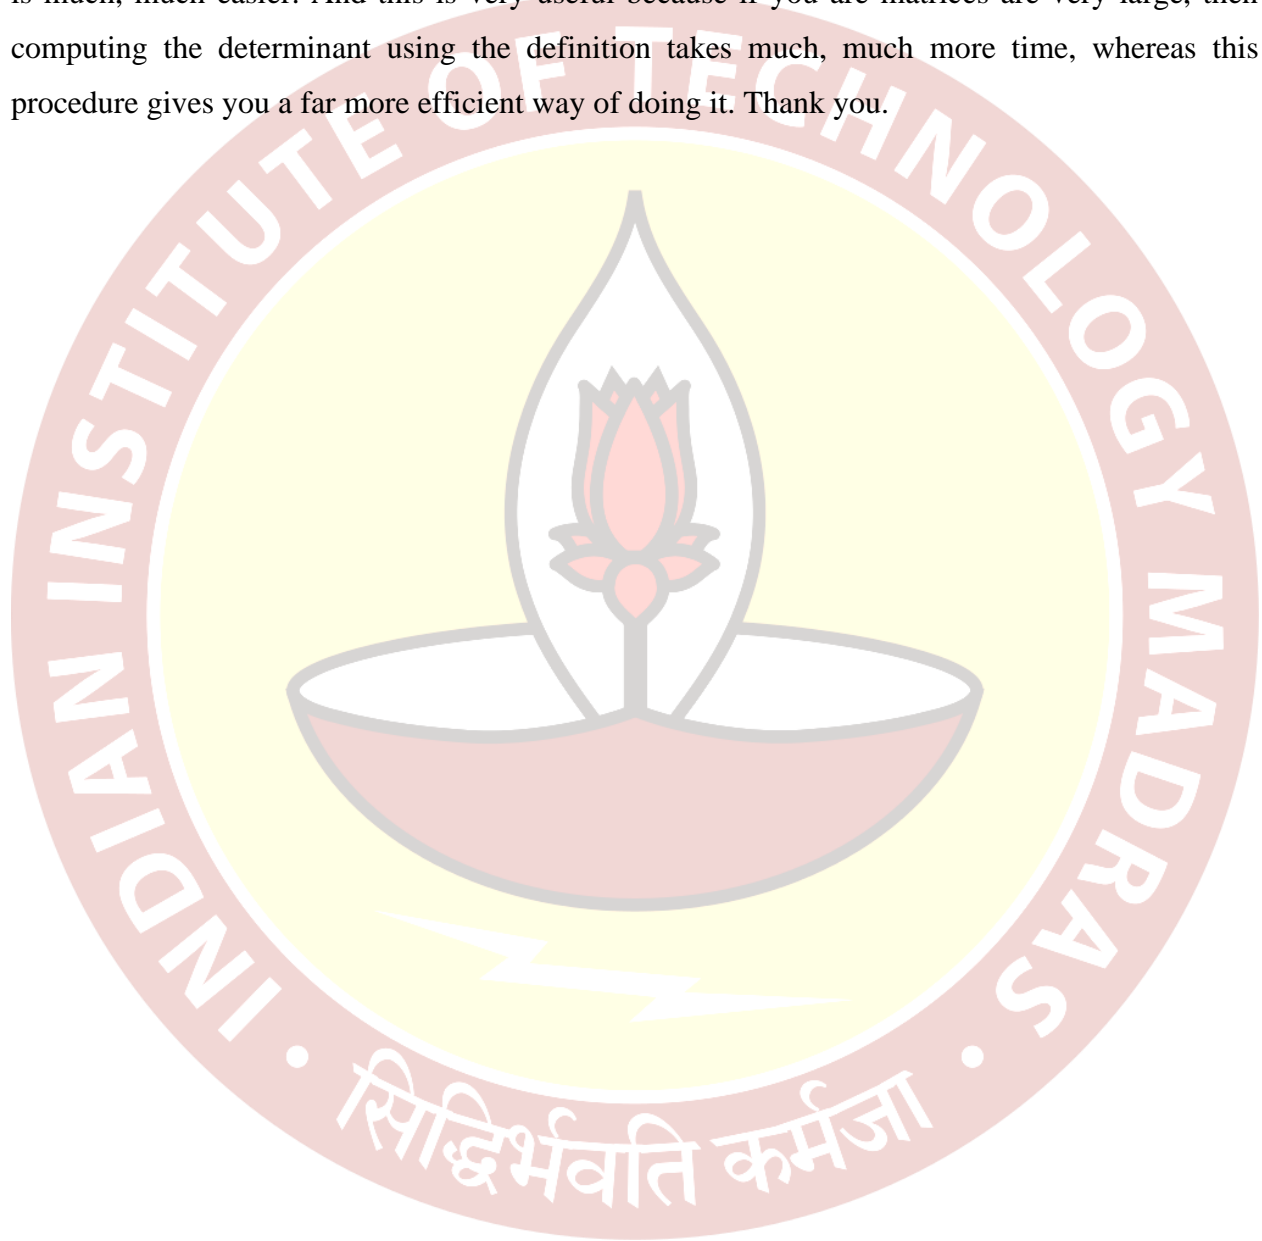 is much, much easier. And this is very useful because if you are matrices are very large, then
computing the determinant using the definition takes much, much more time, whereas this
procedure gives you a far more efficient way of doing it. Thank you.
INDIAN INSTITUTE OF TECHNOLOGY MADRAS
सिद्धिर्भवति कर्मजा